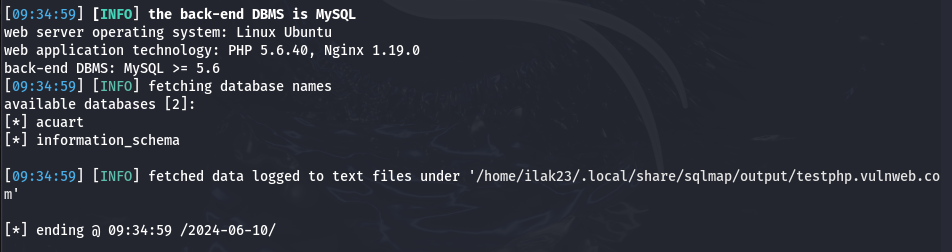 [09:34:59] [INFO] the back-end DBMS is MySQL
web server operating system: Linux Ubuntu
web application technology: PHP 5.6.40, Nginx 1.19.0
back-end DBMS: MySQL >= 5.6
[09:34:59] [INFO] fetching database names
available databases [2]:
[*] acuart
[*] information_schema
[09:34:59] [INFO] fetched data logged to text files under '/home/ilak23/.local/share/sqlmap/output/testphp.vulnweb.co
m'
[*] ending @ 09:34:59 /2024-06-10/